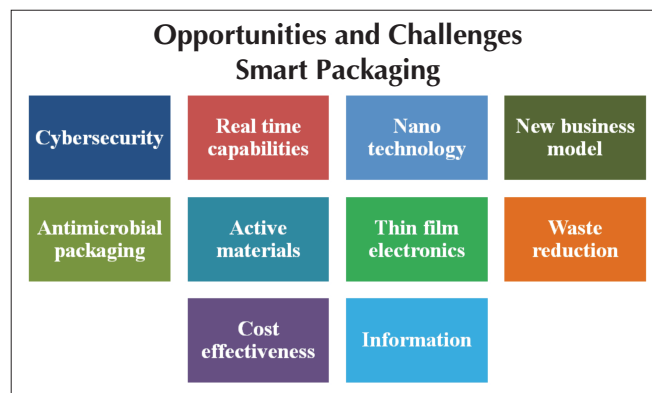 Opportunities and Challenges
Smart Packaging
Cybersecurity
Real time
capabilities
Nano
technology
New business
model
Antimicrobial
packaging
Active
materials
Thin film
electronics
Waste
reduction
Cost
effectiveness
Information